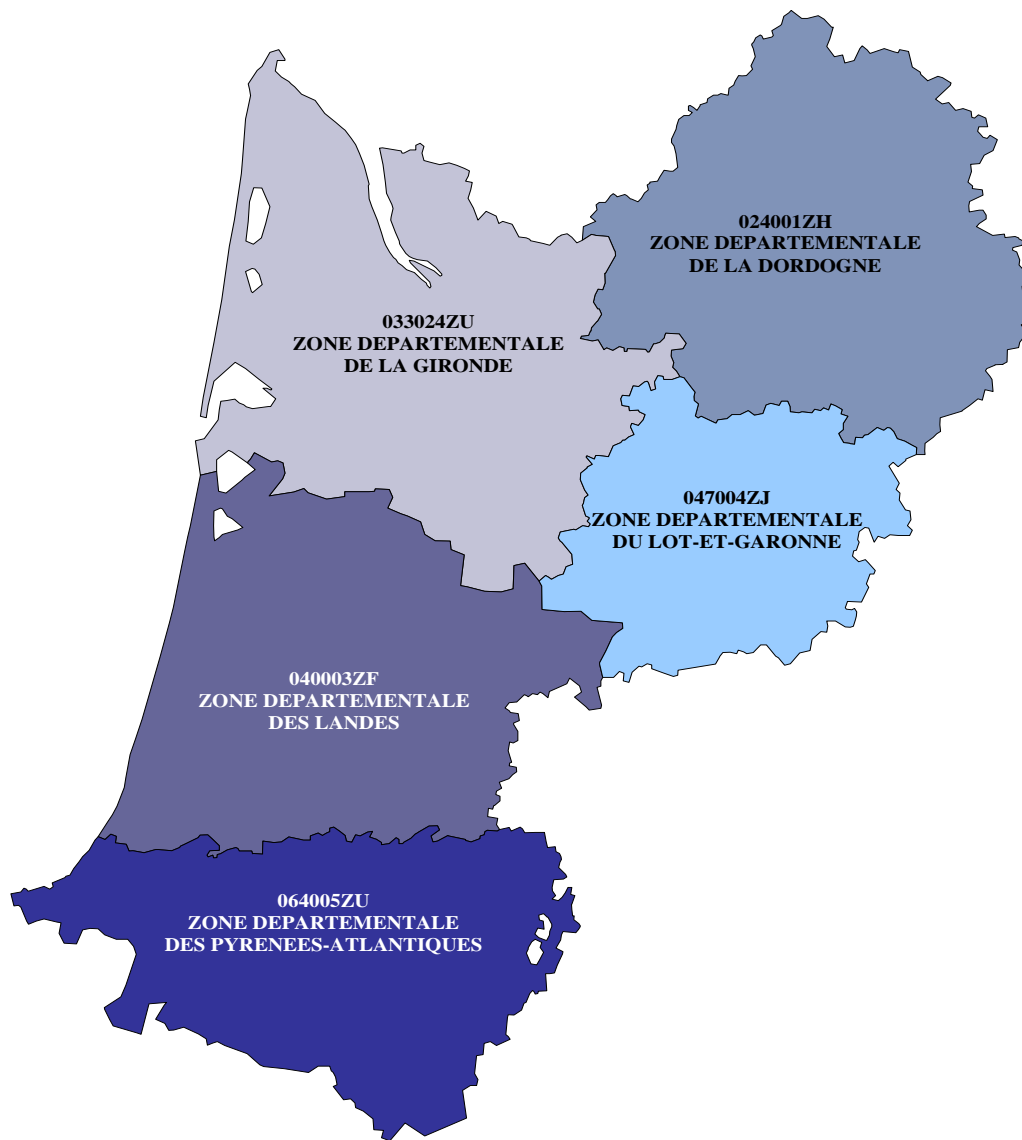 024001ZH
ZONE DEPARTEMENTALE
DE LA DORDOGNE
033024ZU
ZONE DEPARTEMENTALE
DE LA GIRONDE
047004ZJ
ZONE DEPARTEMENTALE
DU LOT-ET-GARONNE
040003ZF
ZONE DEPARTEMENTALE
DES LANDES
064005ZU
ZONE DEPARTEMENTALE
DES PYRENEES-ATLANTIQUES